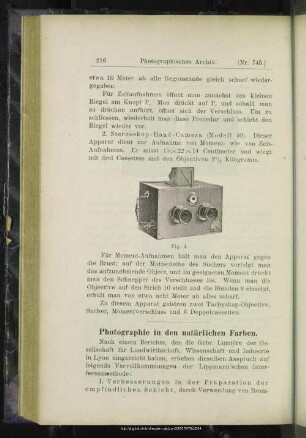 216 Photographisches Archiv. [Nr. 745.]
etwa 10 Meter ab alle Gegenstände gleich scharf wieder-
gegeben.
Für Zeitaufnahmen öffnet man zunächst den kleinen
Riegel am Knopf P. Man drückt auf P, und sobald man
zu drücken aufhört, öffnet sich der Verschluss. Um zu
schliessen, wiederholt man diese Procedur und schiebt den
Riegel wieder vor.
2. Stereoskop-Hand-Camera (Modell 40). Dieser
Apparat dient zur Aufnahme von Moment- wie von Zeit-
Aufnahmen. Er misst 15×22×14 Centimeter und wiegt
mit drei Cassetten und den Objectiven Kilogramm.
Fig. 4.
Für Moment-Aufnahmen hält man den Apparat gegen
die Brust; auf der Mattscheibe des Suchers verfolgt man
das aufzunehmende Object, und im geeigneten Moment drückt
man den Schnepper des Verschlusses los. Wenn man die
Objective auf den Strich 10 stellt und die Blenden einsetzt,
erhält man von etwa acht Meter ab alles scharf.
Zu diesem Apparat gehören zwei Tachyskop-Objective,
Sucher, Momentverschluss und 3 Doppelcassetten.
Photographie in den natürlichen Farben.
Nach einem Berichte, den die Gebr. Lumière der Ge-
sellschaft für Landwirthschaft, Wissenschaft und Industrie
in Lyon eingereicht haben, erheben dieselben Anspruch auf
folgende Vervollkommnungen der Lippmann'schen Inter-
ferenzmethode:
1. Verbesserungen in der Präparation der
empfindlichen Schicht, durch Verwendung von Brom-